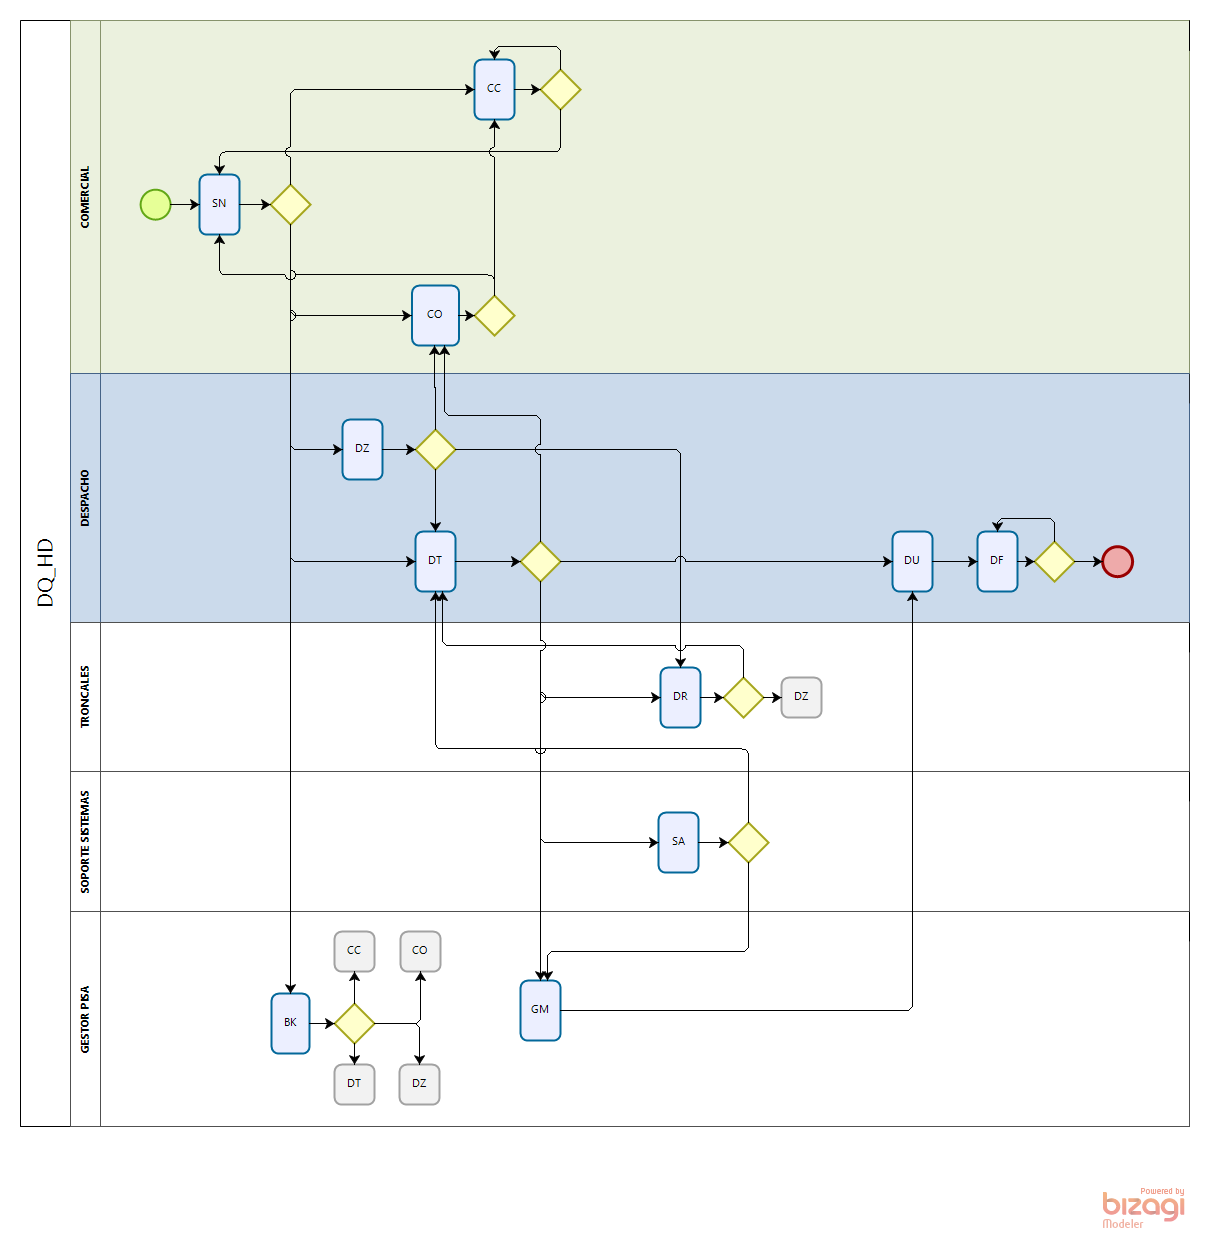 DQ_HD
COMERCIAL
CC
SN
CO
DESPACHO
DZ
DT
DU
DF
TRONCALES
DR
DZ
SOPORTE SISTEMAS
SA
GESTOR PISA
CC
CO
GM
BK
DT
DZ
Powered by
bizagi
Modeler